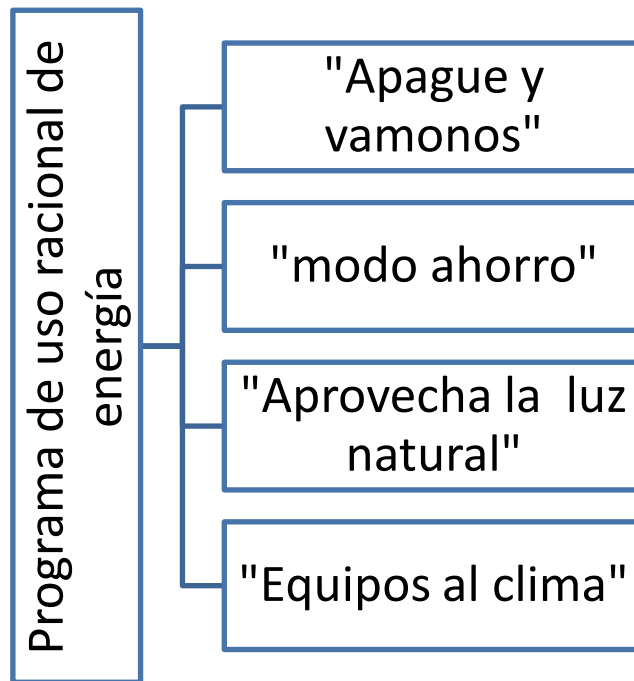 Programa de uso racional de
energía
"Apague y
vamonos"
"modo ahorro"
"Aprovecha la  luz
natural"
"Equipos al clima"